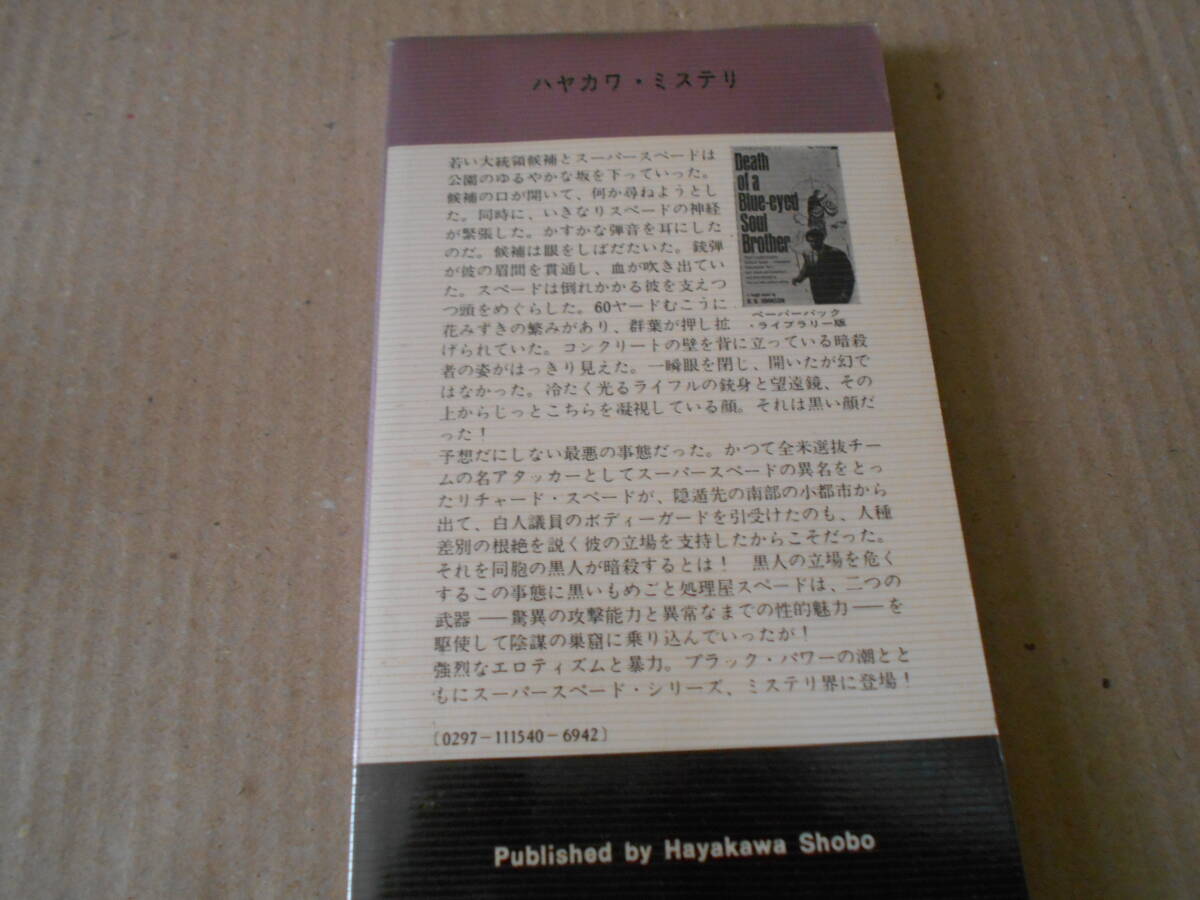 ハヤカワ・ミステリ
若い大統領候補とスーパースペードは
公園のゆるやかな坂を下っていった。
候補の口が開いて、何か尋ねようとし
た。同時に、いきなりスペードの神経
が緊張した。かすかな弾音を耳にした
のだ。候補は眼をしばだたいた。銃弾
が彼の眉間を貫通し、血が吹き出てい
た。スペードは倒れかかる彼を支えつ
つ頭をめぐらした。60ヤードむこうに
花みずきの繁みがあり、群葉が押し拡
げられていた。コンクリートの壁を背に立っている暗殺
者の姿がはっきり見えた。一瞬眼を閉じ、開いたが幻で
はなかった。冷たく光るライフルの銃身と望遠鏡、その
上からじっとこちらを凝視している顔。それは黒い顔だ
った!
予想だにしない最悪の事態だった。かつて全米選抜チー
ムの名アタッカーとしてスーパースペードの異名をとっ
たリチャード・スペードが、隠遁先の南部の小都市から
出て、白人議員のボディーガードを引受けたのも、人種
差別の根絶を説く彼の立場を支持したからこそだった。
それを同胞の黒人が暗殺するとは! 黒人の立場を危く
するこの事態に黒いもめごと処理屋スペードは、二つの
武器——驚異の攻撃能力と異常なまでの性的魅力——を
駆使して陰謀の巣窟に乗り込んでいったが!
強烈なエロティズムと暴力。ブラック・パワーの潮とと
もにスーパースペード・シリーズ、ミステリ界に登場!
Death
of a
Blue-eyed
Soul
Brother
ペーパーバック
・ライブラリー版
[0297-111540-6942]
Published by Hayakawa Shobo